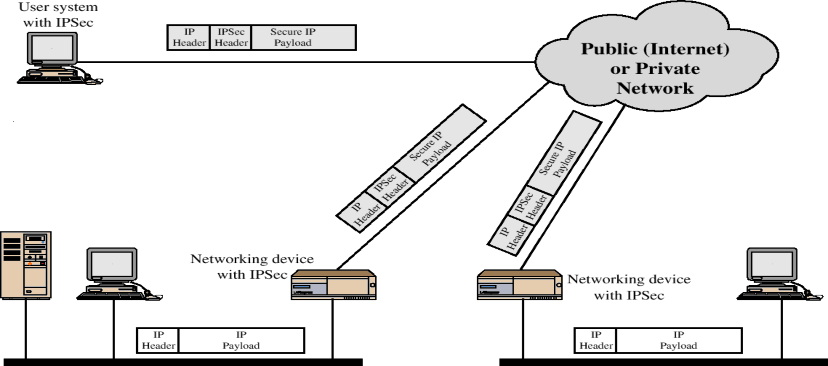 User system
with IPSec
IP
Header
IPSec
Header
Secure IP
Payload
Public (Internet)
or Private
Network
IP
Header
IPSec
Header
Secure IP
Payload
IP
Header
IPSec
Header
Secure IP
Payload
Networking device
with IPSec
Networking device
with IPSec
IP
Header
IP
Payload
IP
Header
IP
Payload